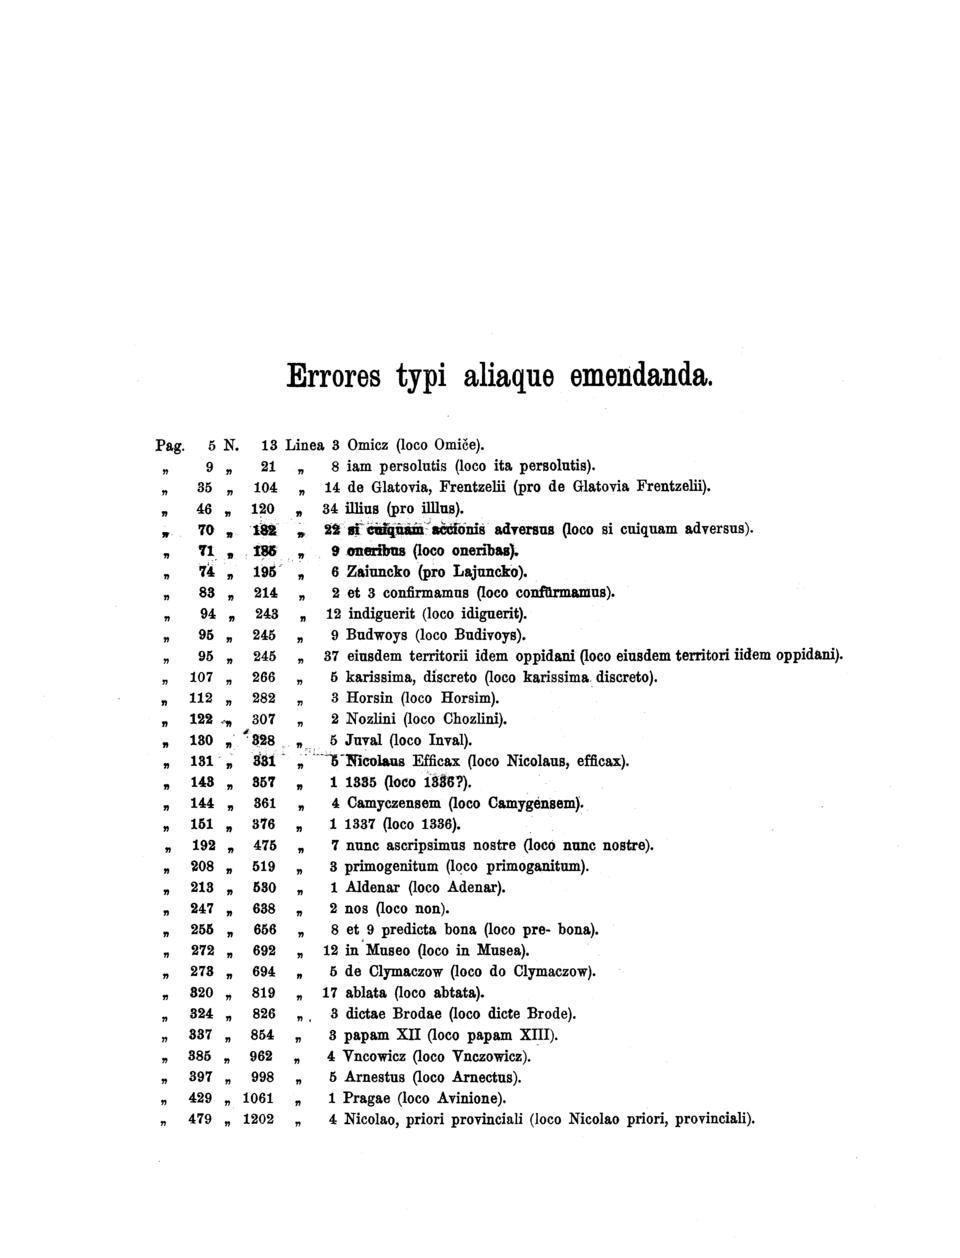 Errores typi aliaque emendanda.
Pag. 5 N. 13 Linea 3 Omicz (loco Omiče).
„ 9 „ 21 „ 8 iam persolutis (loco ita persolutis).
„ 35 „ 104 „ 14 de Glatovia, Frentzelii (pro de Glatovia Frentzelii).
„ 46 „ 120 „ 34 illius (pro illlus).
„ 70 „ 182 „ 22 si cuiquam accionis adversus (loco si cuiquam adversus).
„ 71 „ 185 „ 9 oneribus (loco oneribas).
„ 74 „ 195 „ 6 Zaiuncko (pro Lajuncko).
„ 83 „ 214 „ 2 et 3 confirmamus (loco confürmamus).
„ 94 „ 243 „ 12 indiguerit (loco idiguerit).
„ 95 „ 245 „ 9 Budwoys (loco Budivoys).
„ 95 „ 245 „ 37 eiusdem territorii idem oppidani (loco eiusdem territori iidem oppidani).
„ 107 „ 266 „ 5 karissima, discreto (loco karissima discreto).
„ 112 „ 282 „ 3 Horsin (loco Horsim).
„ 122 „ 307 „ 2 Nozlini (loco Chozlini).
„ 130 „ 328 „ 5 Juval (loco Inval).
„ 131 „ 331 „ 5 Nicolaus Efficax (loco Nicolaus, efficax).
„ 143 „ 357 „ 1 1335 (loco 1336?).
„ 144 „ 361 „ 4 Camyczensem (loco Camygensem).
„ 151 „ 376 „ 1 1337 (loco 1336).
„ 192 „ 475 „ 7 nunc ascripsimus nostre (loco nunc nostre).
„ 208 „ 519 „ 3 primogenitum (loco primoganitum).
„ 213 „ 530 „ 1 Aldenar (loco Adenar).
„ 247 „ 638 „ 2 nos (loco non).
„ 255 „ 656 „ 8 et 9 predicta bona (loco pre- bona).
„ 272 „ 692 „ 12 in Museo (loco in Musea).
„ 273 „ 694 „ 5 de Clymaczow (loco do Clymaczow).
„ 320 „ 819 „ 17 ablata (loco abtata).
„ 324 „ 826 „ 3 dictae Brodae (loco dicte Brode).
„ 337 „ 854 „ 3 papam XII (loco papam XIII).
„ 385 „ 962 „ 4 Vncowicz (loco Vnczowicz).
„ 397 „ 998 „ 5 Arnestus (loco Arnectus).
„ 429 „ 1061 „ 1 Pragae (loco Avinione).
„ 479 „ 1202 „ 4 Nicolao, priori provinciali (loco Nicolao priori, provinciali).